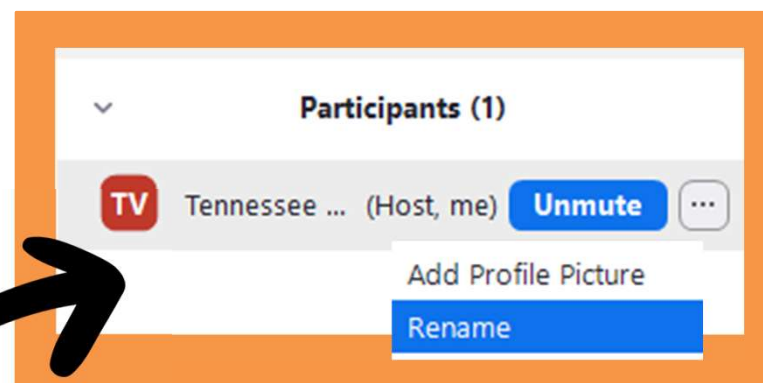 Participants (1)
TV Tennessee ... (Host, me) Unmute ...
Add Profile Picture
Rename